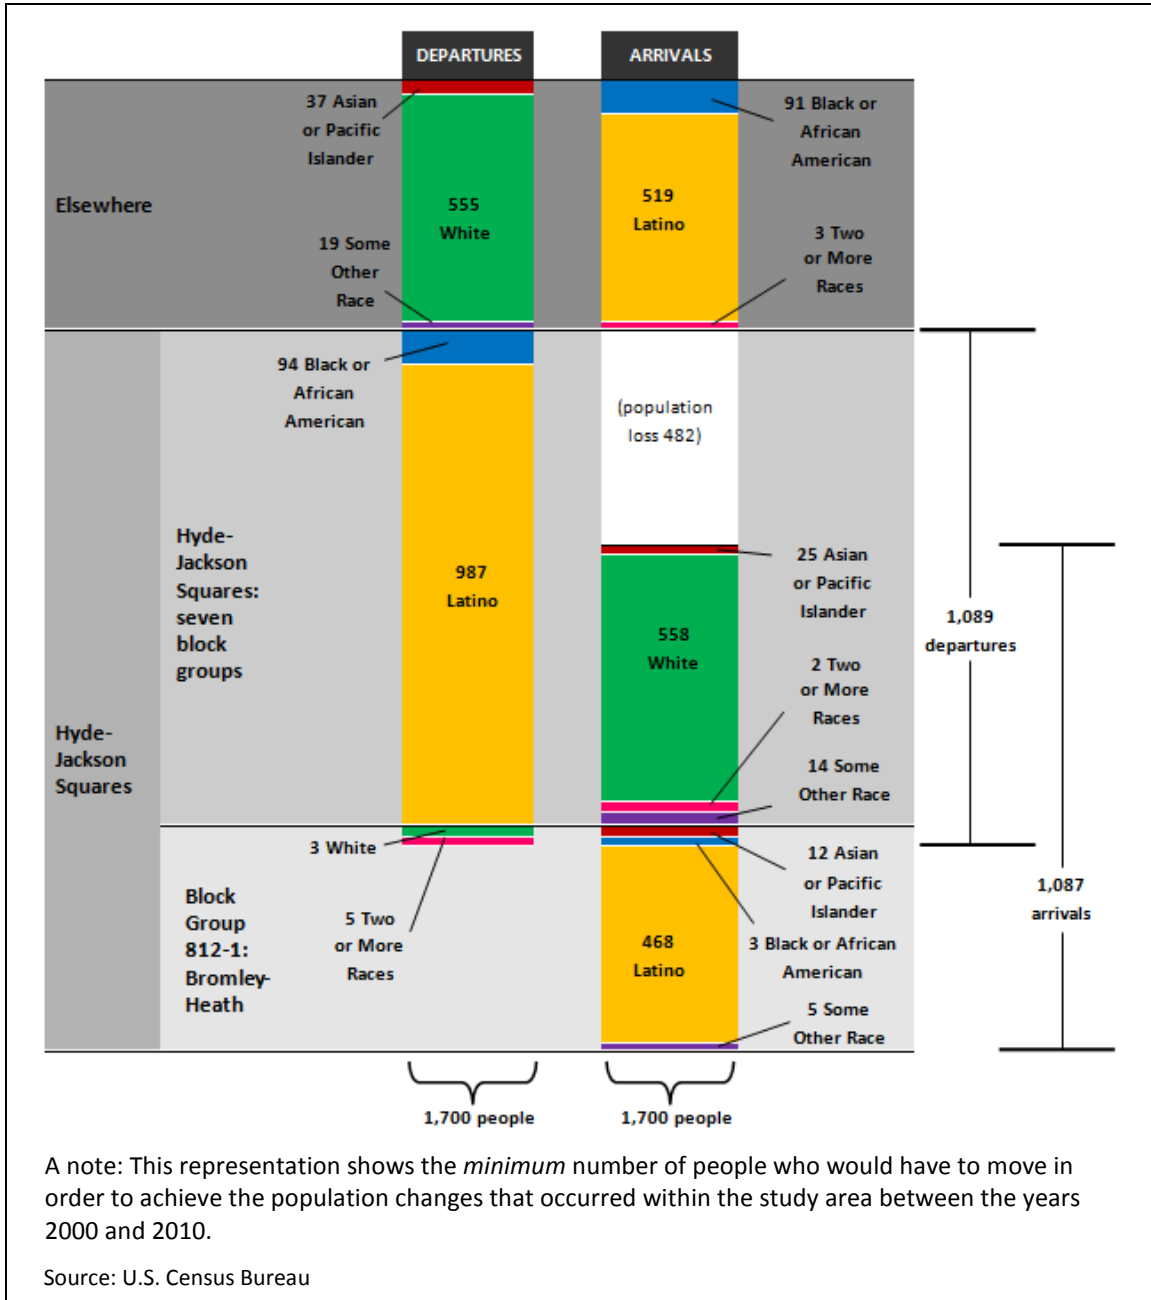 DEPARTURES
ARRIVALS
37 Asian
or Pacific
Islander
91 Black or
African
American
Elsewhere
555
White
519
Latino
19 Some
Other
Race
3 Two
or More
Races
94 Black or
African
American
(population
loss 482)
Hyde-
Jackson
Squares:
seven
block
groups
987
Latino
25 Asian
or Pacific
Islander
558
White
2 Two
or More
Races
14 Some
Other Race
1,089
departures
Hyde-
Jackson
Squares
3 White
12 Asian
or Pacific
Islander
1,087
arrivals
Block
Group
812-1:
Bromley-
Heath
5 Two
or More
Races
468
Latino
3 Black or African
American
5 Some
Other Race
1,700 people
1,700 people
A note: This representation shows the minimum number of people who would have to move in
order to achieve the population changes that occurred within the study area between the years
2000 and 2010.
Source: U.S. Census Bureau